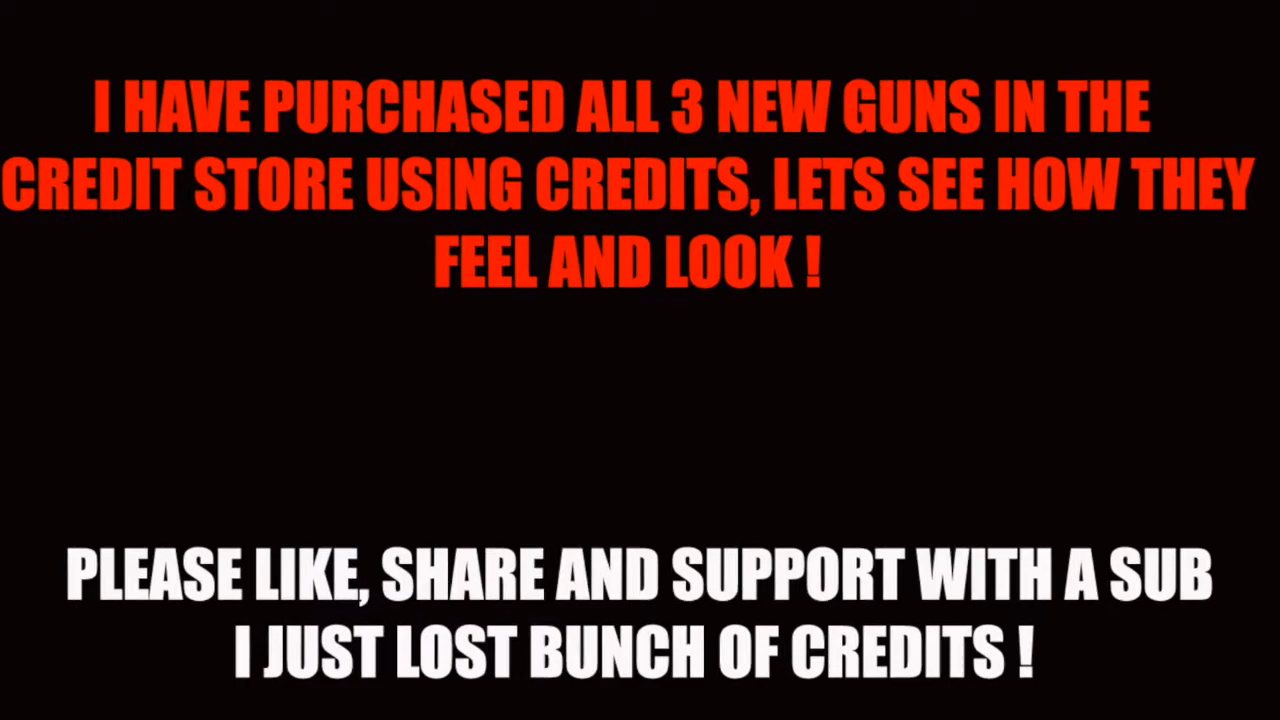 I HAVE PURCHASED ALL 3 NEW GUNS IN THE
CREDIT STORE USING CREDITS, LETS SEE HOW THEY
FEEL AND LOOK !
PLEASE LIKE, SHARE AND SUPPORT WITH A SUB
I JUST LOST BUNCH OF CREDITS !